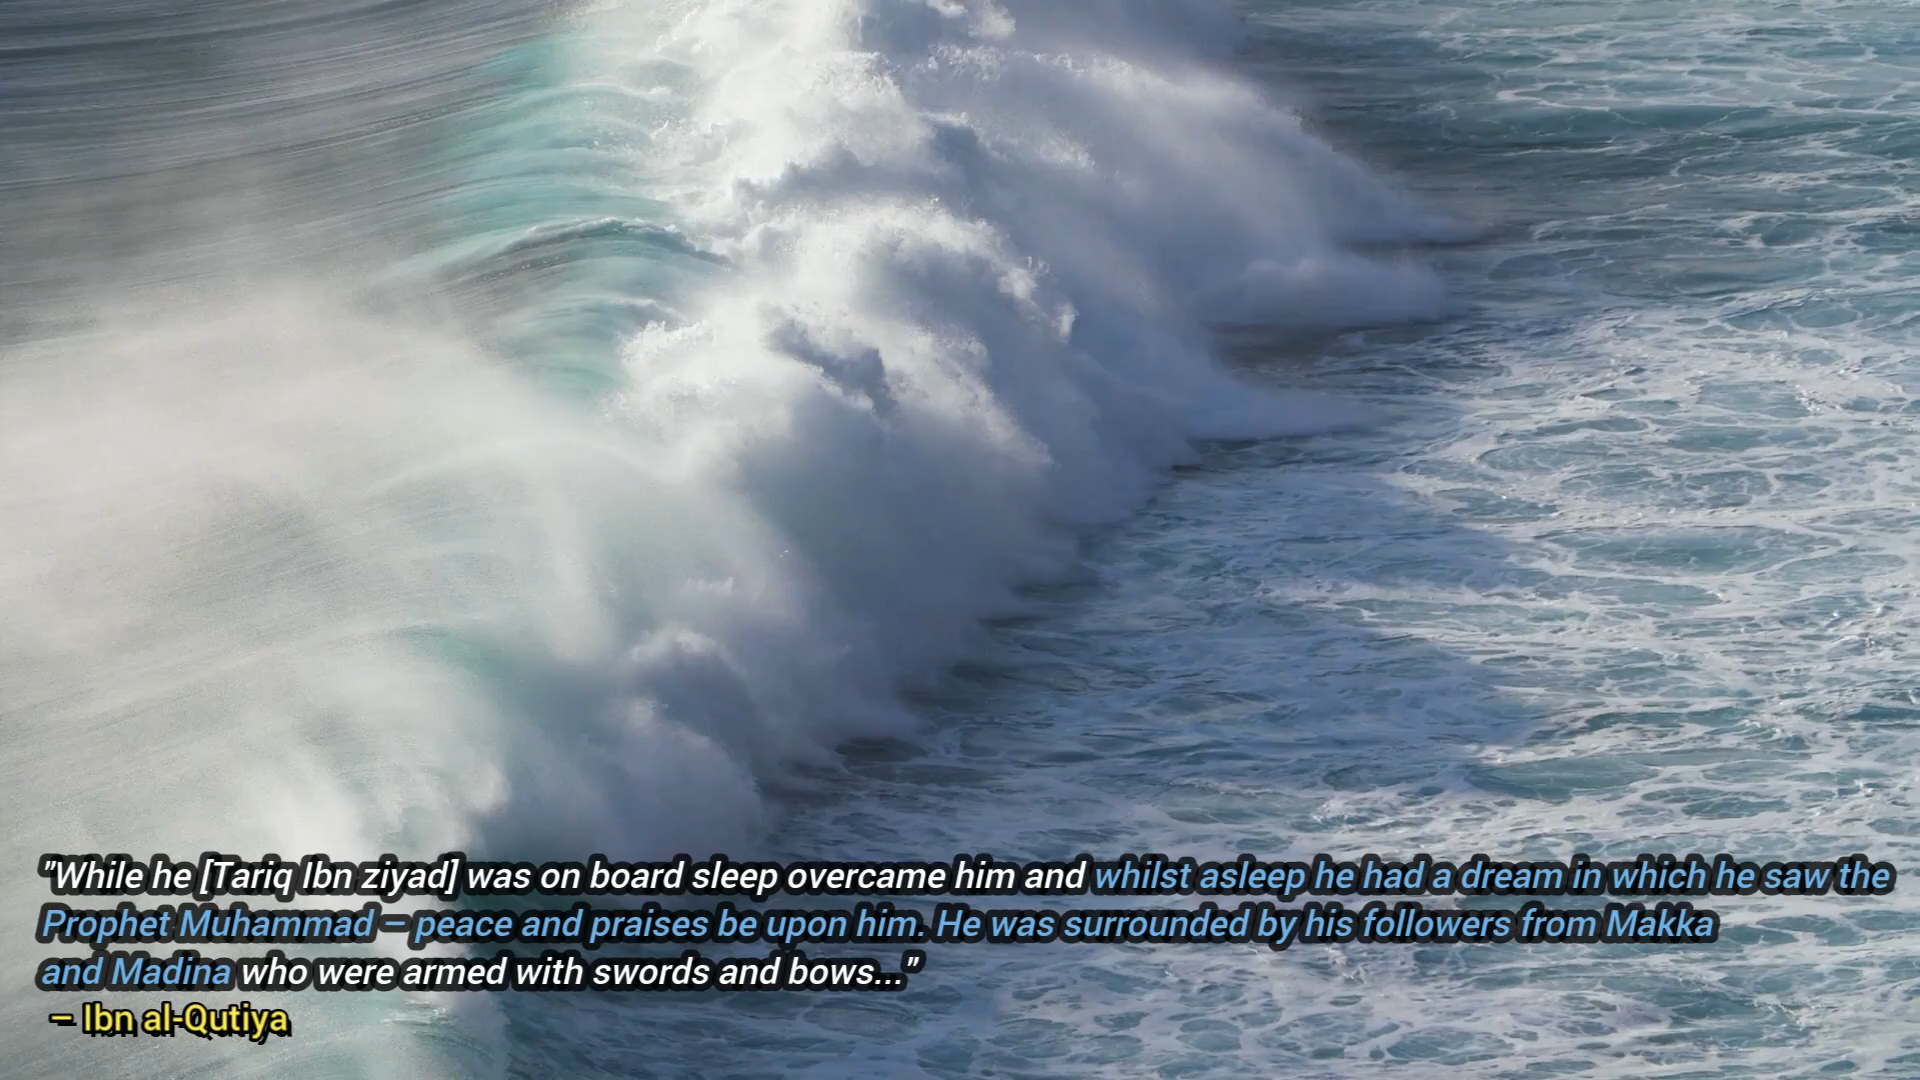 "While he [Tariq Ibn ziyad] was on board sleep overcame him and whilst asleep he had a dream in which he saw the
Prophet Muhammad – peace and praises be upon him. He was surrounded by his followers from Makka
and Madina who were armed with swords and bows..."
– Ibn al-Qutiya